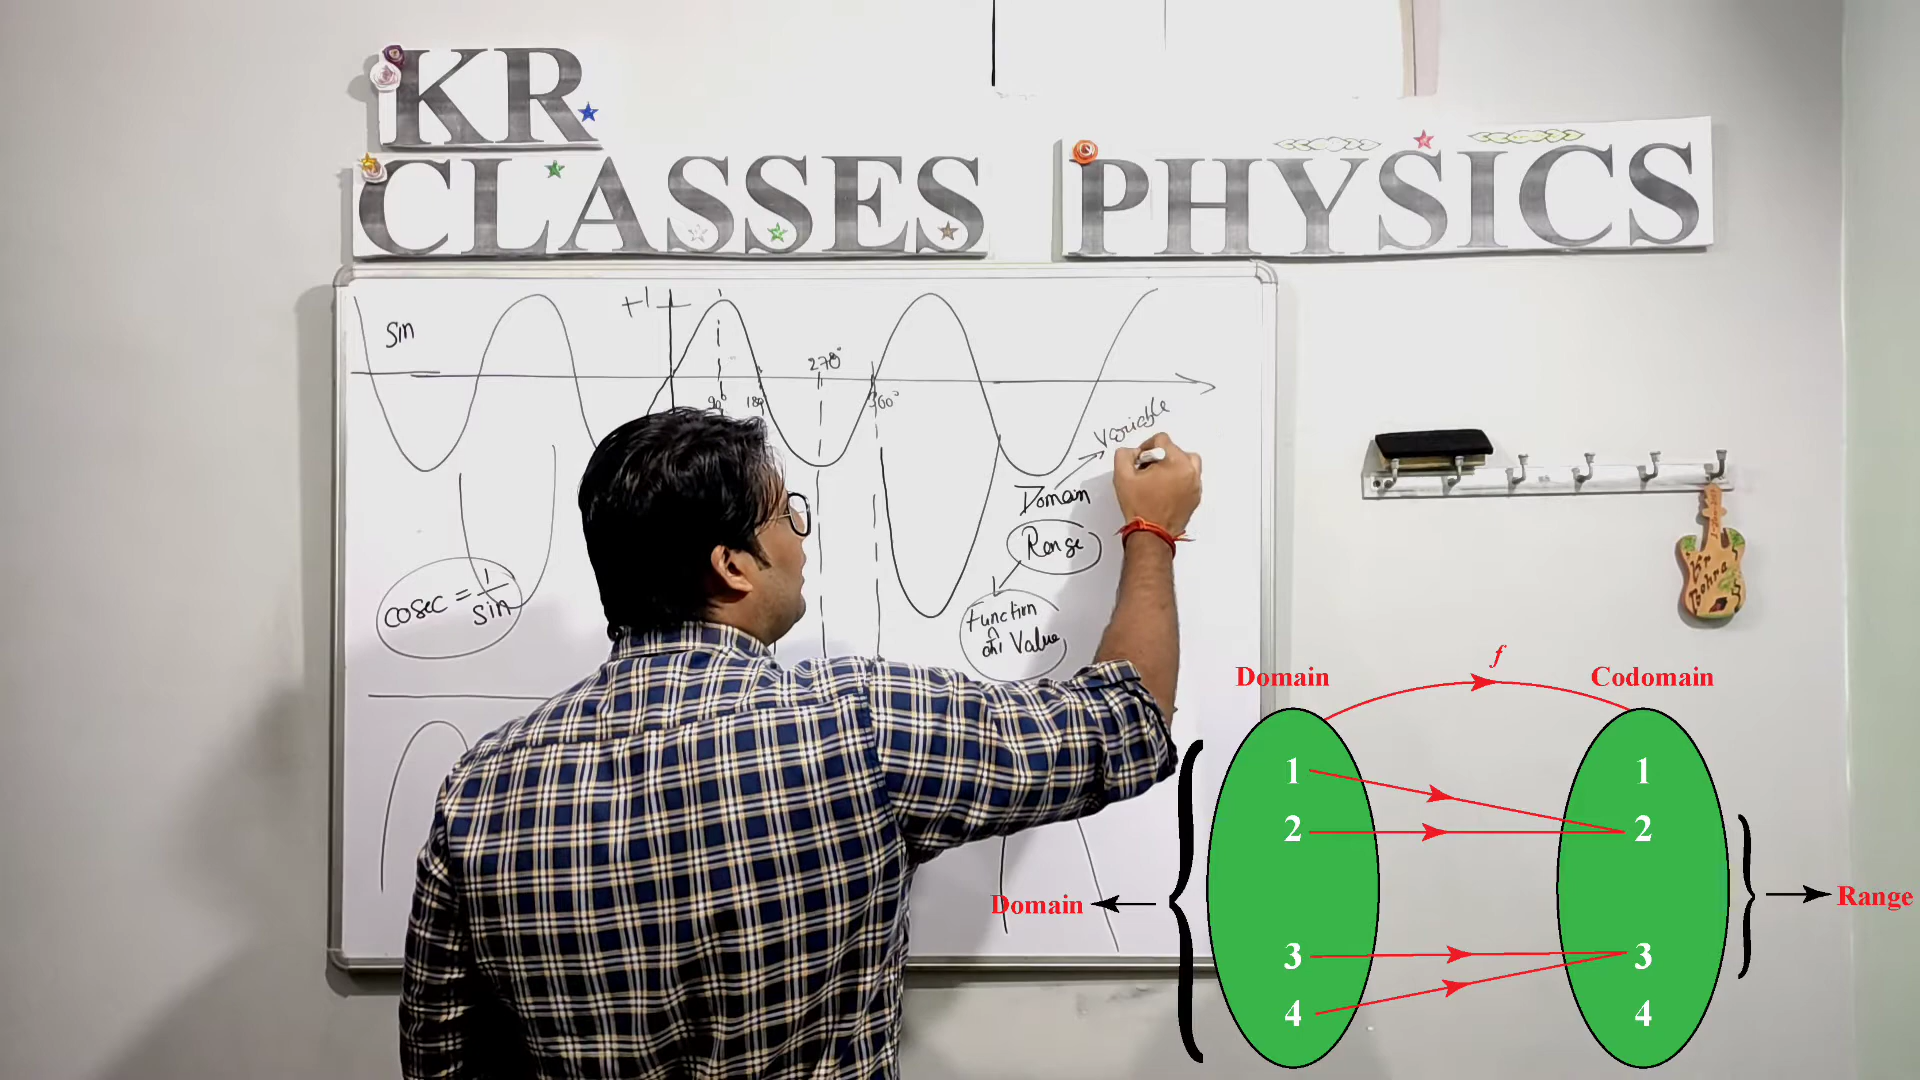 KR
CLASSES PHYSICS
sin
+1
90°
180
270°
360°
Variable
Domain
Range
Function
की Value
cosec = 1/sin
f
Domain
Codomain
1
2
3
4
1
2
3
4
Domain
Range